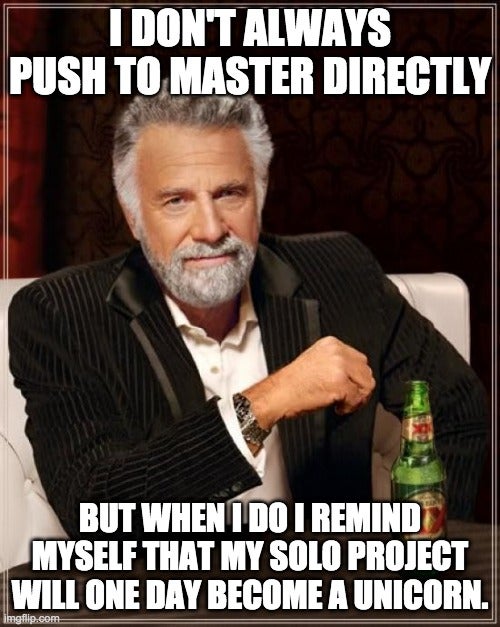 I DON'T ALWAYS
PUSH TO MASTER DIRECTLY
XX
BUT WHEN I DO I REMIND
MYSELF THAT MY SOLO PROJECT
WILL ONE DAY BECOME A UNICORN.
imgflip.com